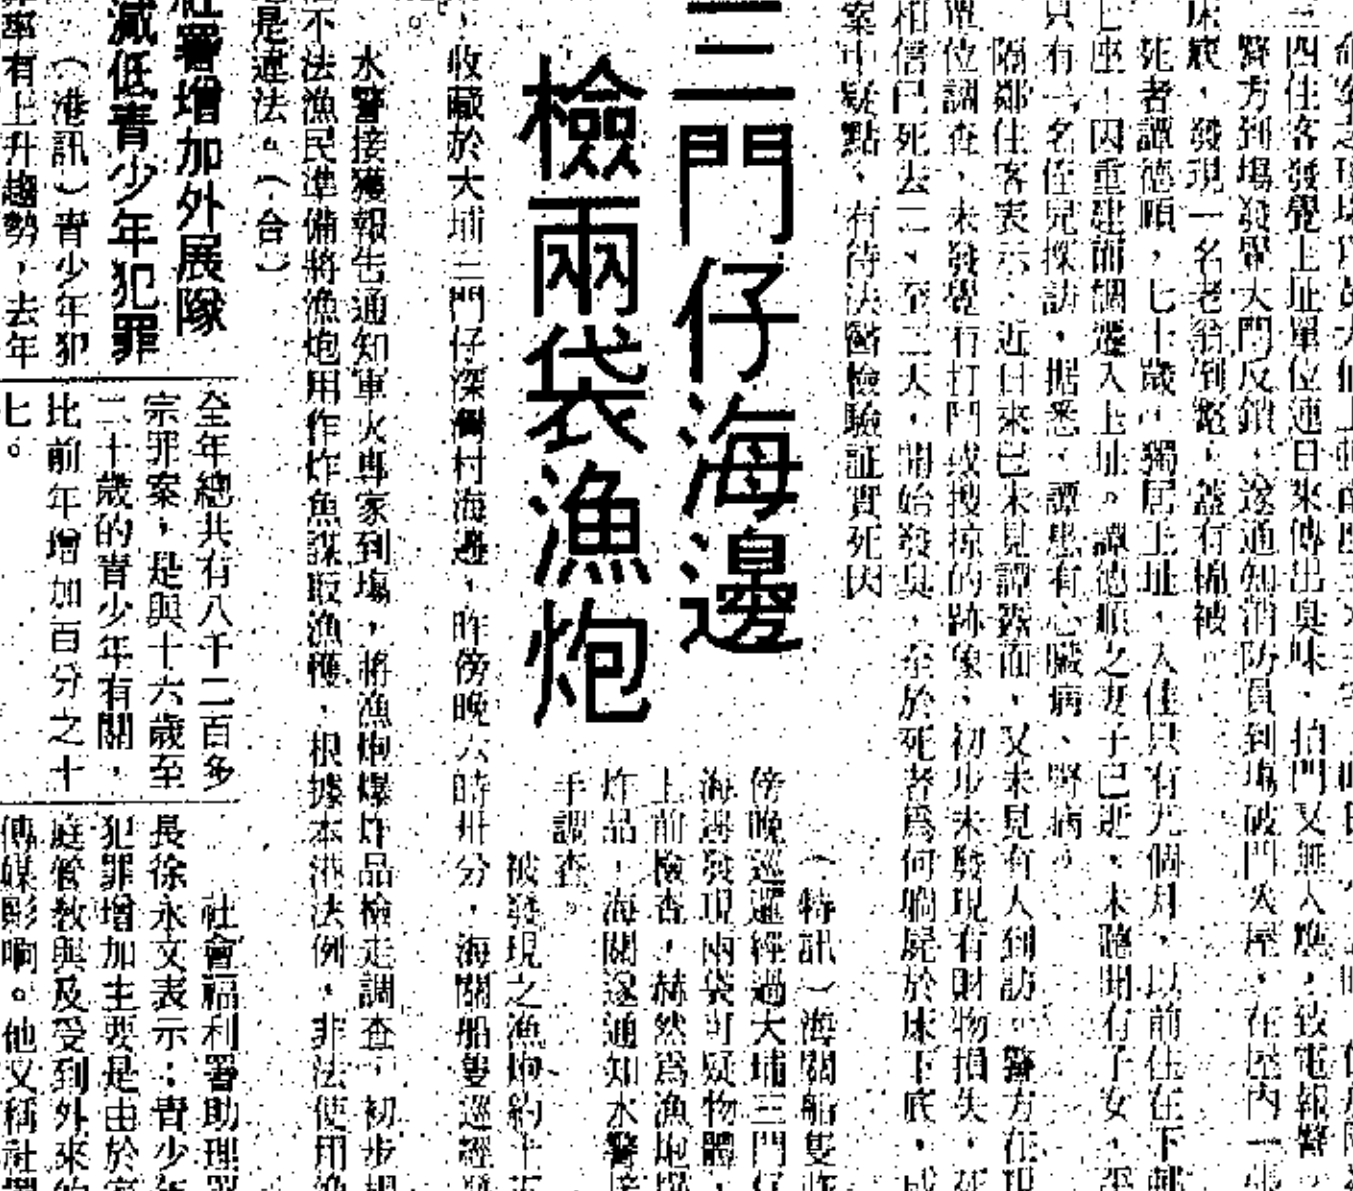 四住客發覺上址單位連日來傳出臭味，拍門又無人應，致電報警
警方到場發覺大門反鎖，遂通知消防員到場破門入屋，在屋內一
床底，發現一名老翁倒斃，蓋有棉被。
死者譚德順，七十歲，獨居上址，入住只有九個月，以前住在下邨
七座，因重建而調遷入上址。譚德順之妻子已逝，未聽聞有子女，
只有一名侄兒探訪，据悉，譚患有心臟病、腎病。
隔鄰住客表示，近日來已未見譚露面，又未見有人到訪。警方在現
單位調查，未發覺有打鬥或搜掠的跡象，初步未發現有財物損失，死
相信已死去二、至三天，開始發臭，至於死者爲何躺屍於床下底，成
案中疑點，有待法醫檢驗証實死因
三門仔海邊
檢兩袋漁炮
（特訊）海關船隻昨
傍晚巡邏經過大埔三門仔
海邊發現兩袋可疑物體，
上前檢查，赫然爲漁炮爆
炸品，海關遂通知水警接
手調查。
被發現之漁炮約十五
，收藏於大埔三門仔深灣村海邊，昨傍晚六時卅分，海關船隻巡經發
水警接獲報告通知軍火專家到場，將漁炮爆炸品檢走調查，初步相
不法漁民準備將漁炮用作炸魚謀取漁穫，根據本港法例，非法使用漁
是違法。（合）
社署增加外展隊
減低青少年犯罪
（港訊）青少年犯
罪率有上升趨勢，去年
全年總共有八千二百多
宗罪案，是與十六歲至
二十歲的青少年有關，
比前年增加百分之十
七。
社會福利署助理署
長徐永文表示：青少年
犯罪增加主要是由於家
庭管教與及受到外來的
傳媒影响。他又稱社署